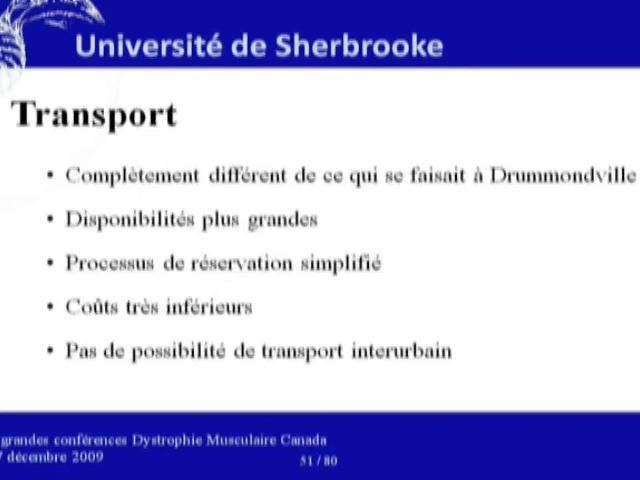 Université de Sherbrooke
Transport
• Complètement différent de ce qui se faisait à Drummondville
• Disponibilités plus grandes
• Processus de réservation simplifié
• Coûts très inférieurs
• Pas de possibilité de transport interurbain
grandes conférences Dystrophie Musculaire Canada
décembre 2009
51 / 80